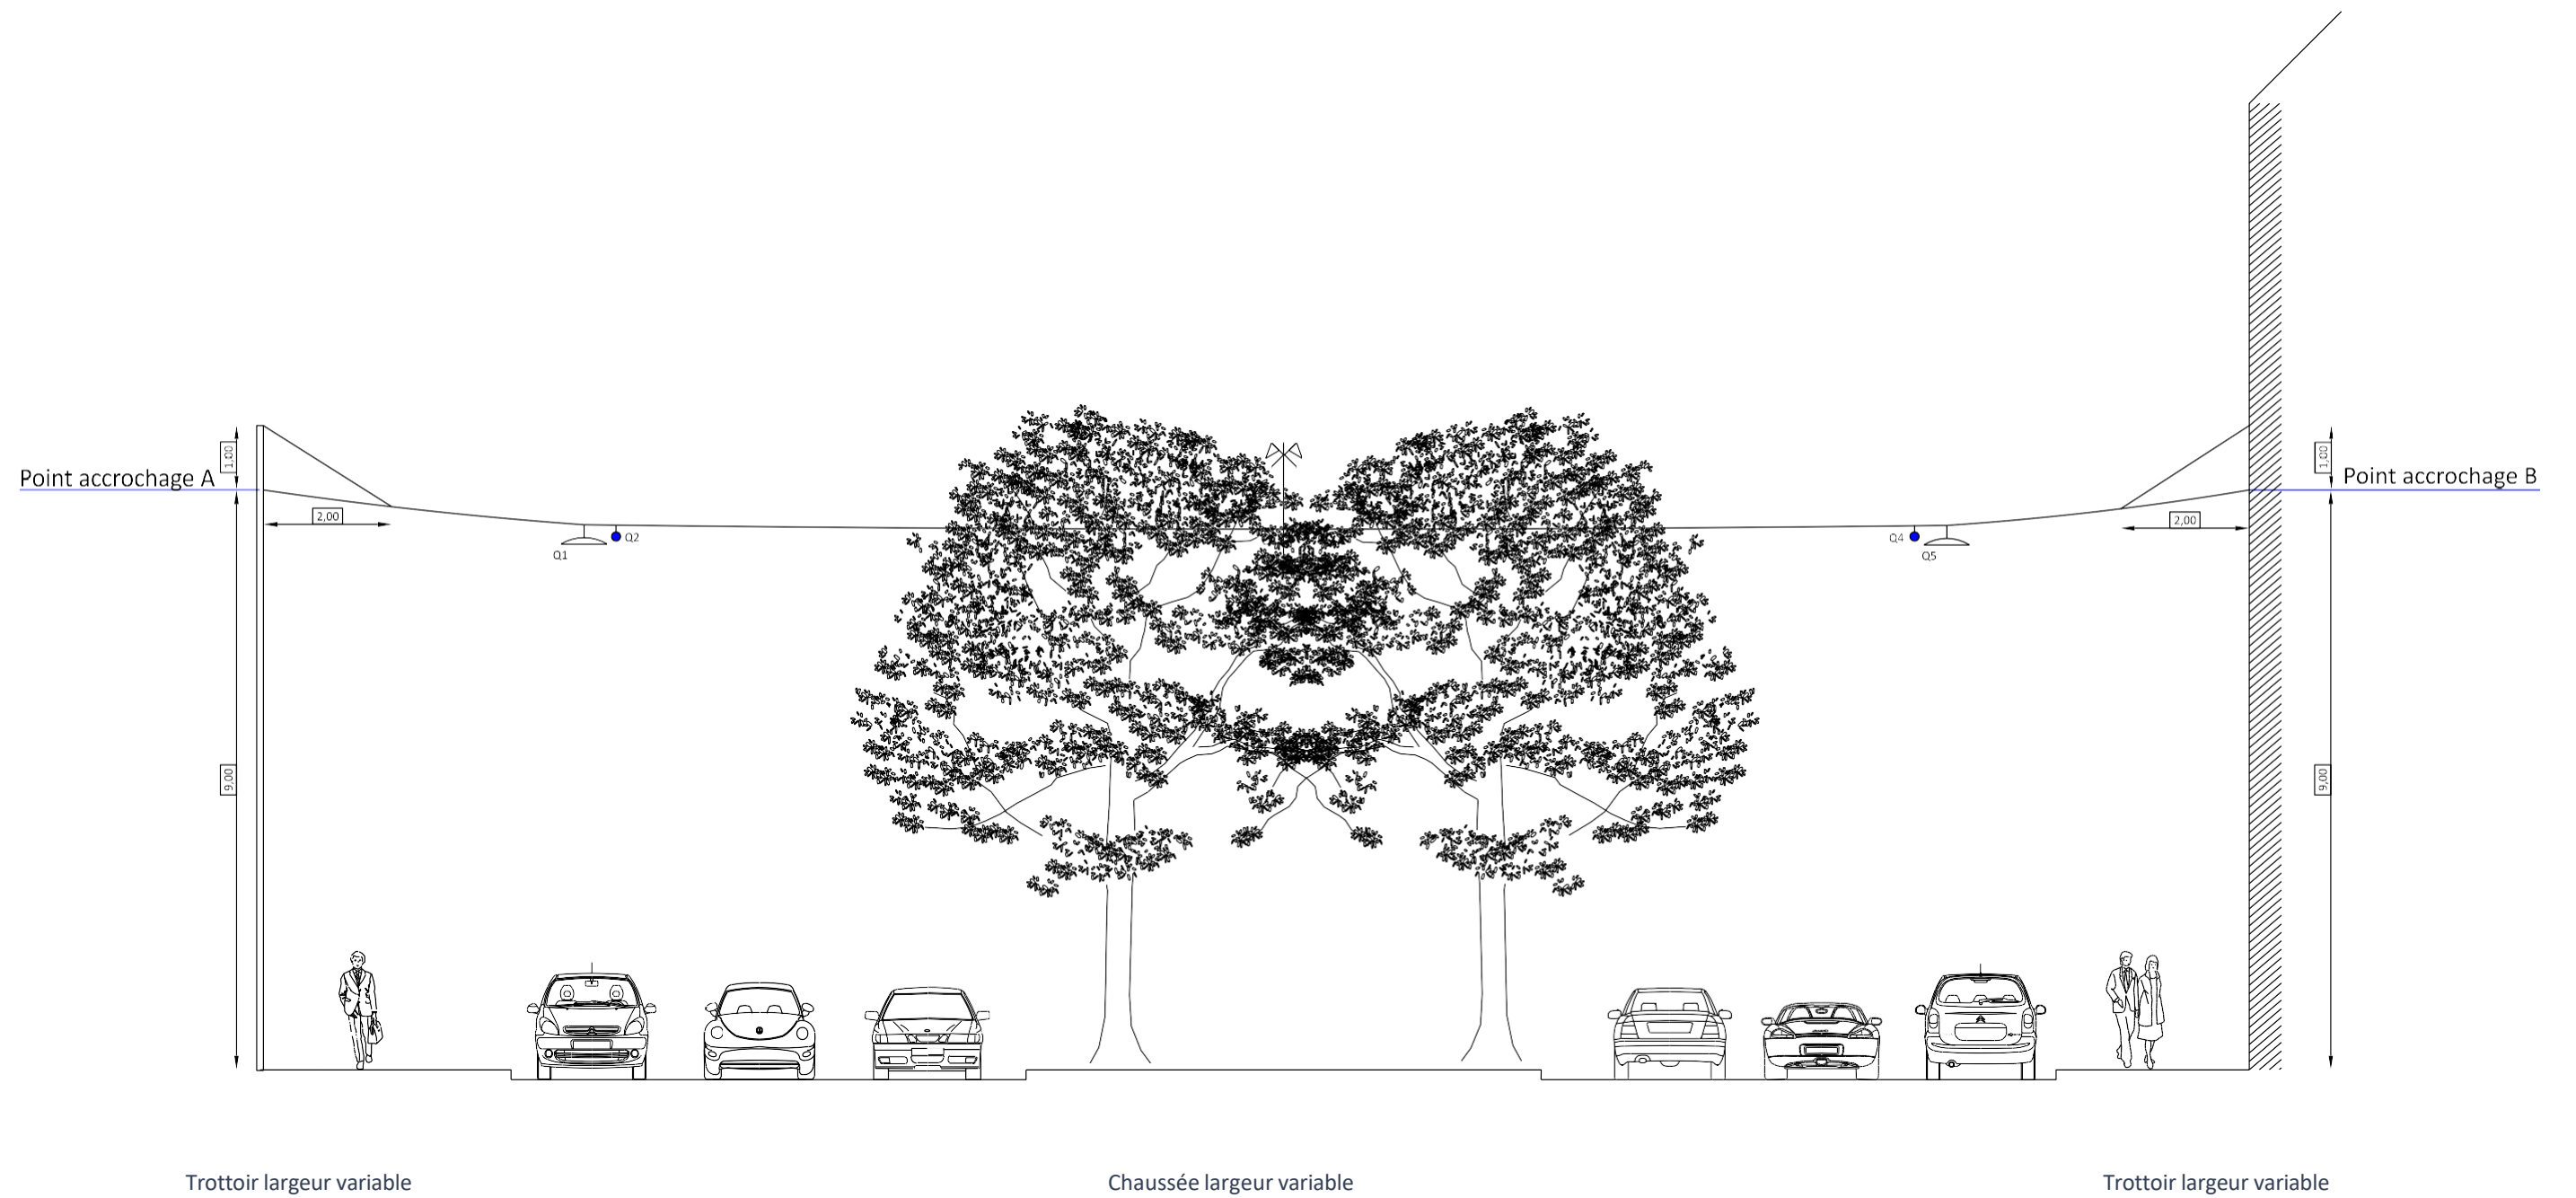 1,00
Point accrochage A
2,00
Q1
Q2
9,00
Q4
Q5
1,00
Point accrochage B
2,00
9,00
Trottoir largeur variable
Chaussée largeur variable
Trottoir largeur variable